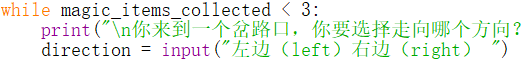 while magic_items_collected < 3:
print("\n你来到一个岔路口，你要选择走向哪个方向？
direction = input("左边（left）右边（right） ")